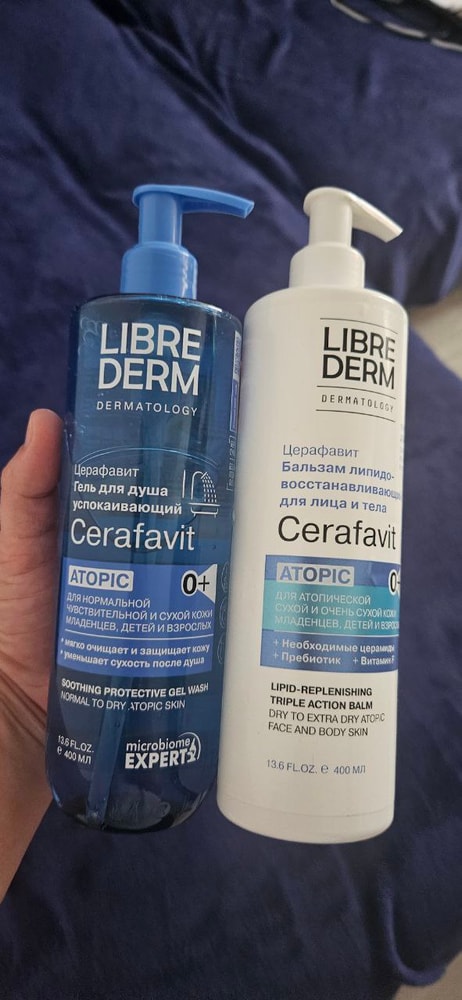 LIBRE
DERM
DERMATOLOGY
Церафавит
Гель для душа
успокаивающий
Cerafavit
ATOPIC
0+
ДЛЯ НОРМАЛЬНОЙ
ЧУВСТВИТЕЛЬНОЙ И СУХОЙ КОЖИ
МЛАДЕНЦЕВ, ДЕТЕЙ И ВЗРОСЛЫХ
+ мягко очищает и защищает кожу
+ уменьшает сухость после душа
SOOTHING PROTECTIVE GEL WASH
NORMAL TO DRY ATOPIC SKIN
13.6 FL.OZ.
℮ 400 МЛ
microbiome
EXPERT
LIBRE
DERM
DERMATOLOGY
Церафавит
Бальзам липидо-
восстанавливающ
для лица и тела
Cerafavit
ATOPIC
0+
ДЛЯ АТОПИЧЕСКОЙ
СУХОЙ И ОЧЕНЬ СУХОЙ КОЖИ
МЛАДЕНЦЕВ, ДЕТЕЙ И ВЗРОСЛЫХ
+ Необходимые церамиды
+ Пребиотик + Витамин F
LIPID-REPLENISHING
TRIPLE ACTION BALM
DRY TO EXTRA DRY ATOPIC
FACE AND BODY SKIN
13.6 FL.OZ. ℮ 400 МЛ